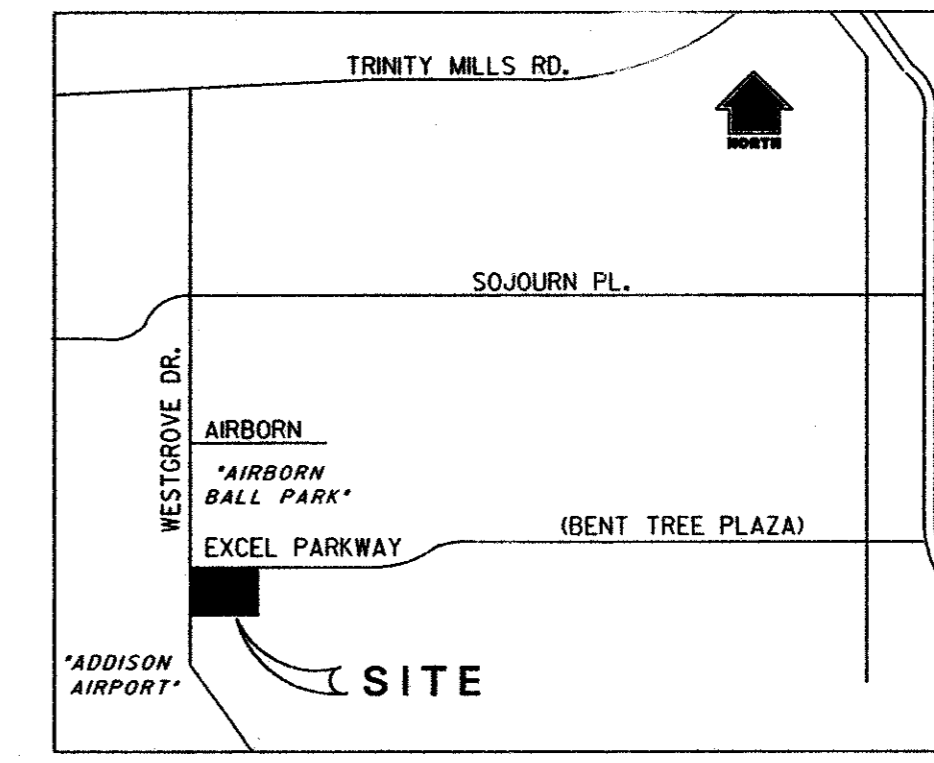 TRINITY MILLS RD.
NORTH
SOJOURN PL.
WESTGROVE DR.
AIRBORN
"AIRBORN
BALL PARK"
(BENT TREE PLAZA)
EXCEL PARKWAY
"ADDISON
AIRPORT"
SITE